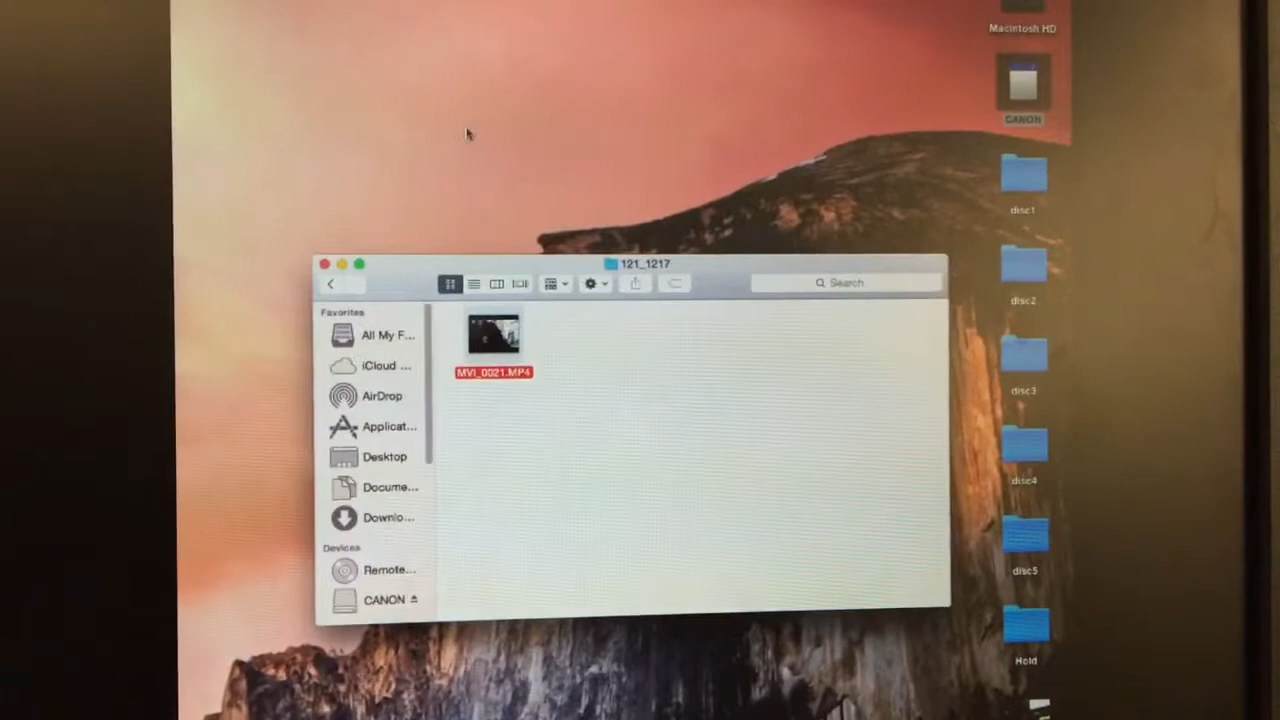 Macintosh HD
CANON
disc1
disc2
disc3
disc4
disc5
Hold
121_1217
Search
Favorites
All My F...
iCloud ...
AirDrop
Applicat...
Desktop
Docume...
Downlo...
Devices
Remote...
CANON
MVI_0021.MP4